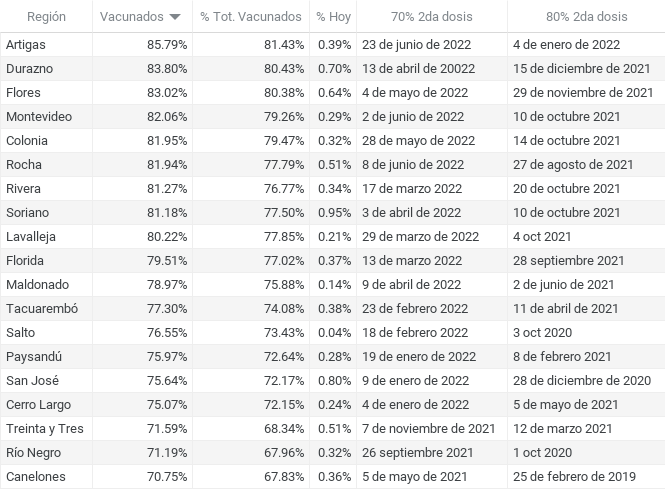 Región Vacunados % Tot. Vacunados % Hoy 70% 2da dosis 80% 2da dosis
Artigas 85.79% 81.43% 0.39% 23 de junio de 2022 4 de enero de 2022
Durazno 83.80% 80.43% 0.70% 13 de abril de 20022 15 de diciembre de 2021
Flores 83.02% 80.38% 0.64% 4 de mayo de 2022 29 de noviembre de 2021
Montevideo 82.06% 79.26% 0.29% 2 de junio de 2022 10 de octubre 2021
Colonia 81.95% 79.47% 0.32% 28 de mayo de 2022 14 de octubre 2021
Rocha 81.94% 77.79% 0.51% 8 de junio de 2022 27 de agosto de 2021
Rivera 81.27% 76.77% 0.34% 17 de marzo 2022 20 de octubre 2021
Soriano 81.18% 77.50% 0.95% 3 de abril de 2022 10 de octubre 2021
Lavalleja 80.22% 77.85% 0.21% 29 de marzo de 2022 4 oct 2021
Florida 79.51% 77.02% 0.37% 13 de marzo 2022 28 septiembre 2021
Maldonado 78.97% 75.88% 0.14% 9 de abril de 2022 2 de junio de 2021
Tacuarembó 77.30% 74.08% 0.38% 23 de febrero 2022 11 de abril de 2021
Salto 76.55% 73.43% 0.04% 18 de febrero 2022 3 oct 2020
Paysandú 75.97% 72.64% 0.28% 19 de enero de 2022 8 de febrero 2021
San José 75.64% 72.17% 0.80% 9 de enero de 2022 28 de diciembre de 2020
Cerro Largo 75.07% 72.15% 0.24% 4 de enero de 2022 5 de mayo de 2021
Treinta y Tres 71.59% 68.34% 0.51% 7 de noviembre de 2021 12 de marzo 2021
Río Negro 71.19% 67.96% 0.32% 26 septiembre 2021 1 oct 2020
Canelones 70.75% 67.83% 0.36% 5 de mayo de 2021 25 de febrero de 2019